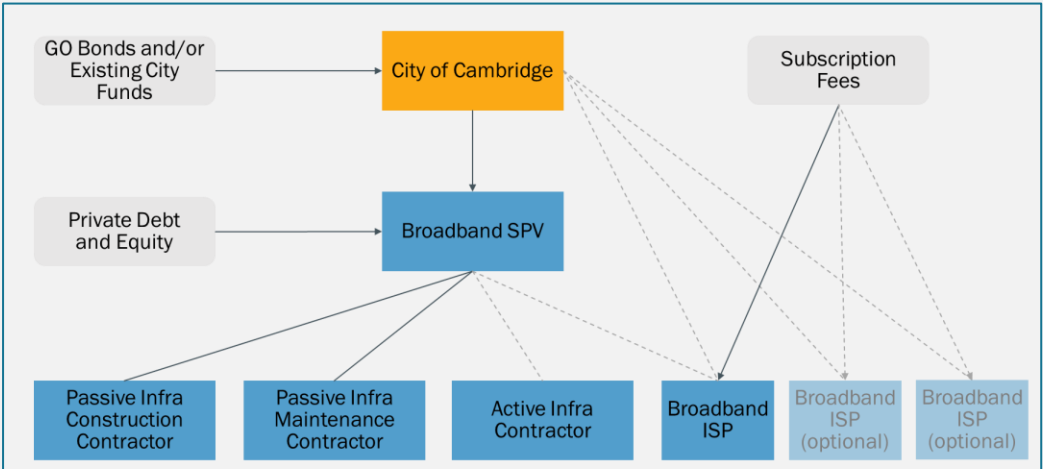 GO Bonds and/or
Existing City
Funds
City of Cambridge
Subscription
Fees
Private Debt
and Equity
Broadband SPV
Passive Infra
Construction
Contractor
Passive Infra
Maintenance
Contractor
Active Infra
Contractor
Broadband
ISP
Broadband
ISP
(optional)
Broadband
ISP
(optional)